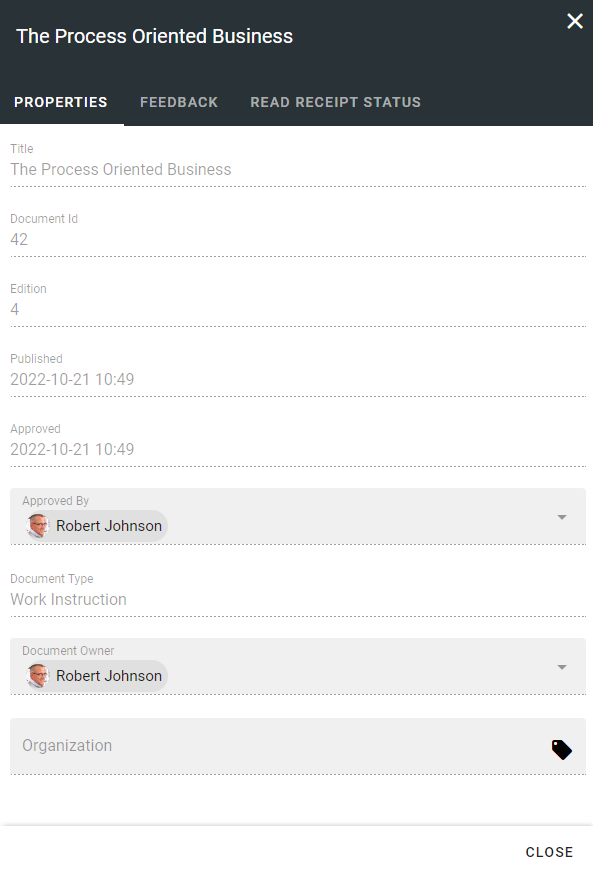 The Process Oriented Business
PROPERTIES FEEDBACK READ RECEIPT STATUS
Title
The Process Oriented Business
Document Id
42
Edition
4
Published
2022-10-21 10:49
Approved
2022-10-21 10:49
Approved By
Robert Johnson
Document Type
Work Instruction
Document Owner
Robert Johnson
Organization
CLOSE